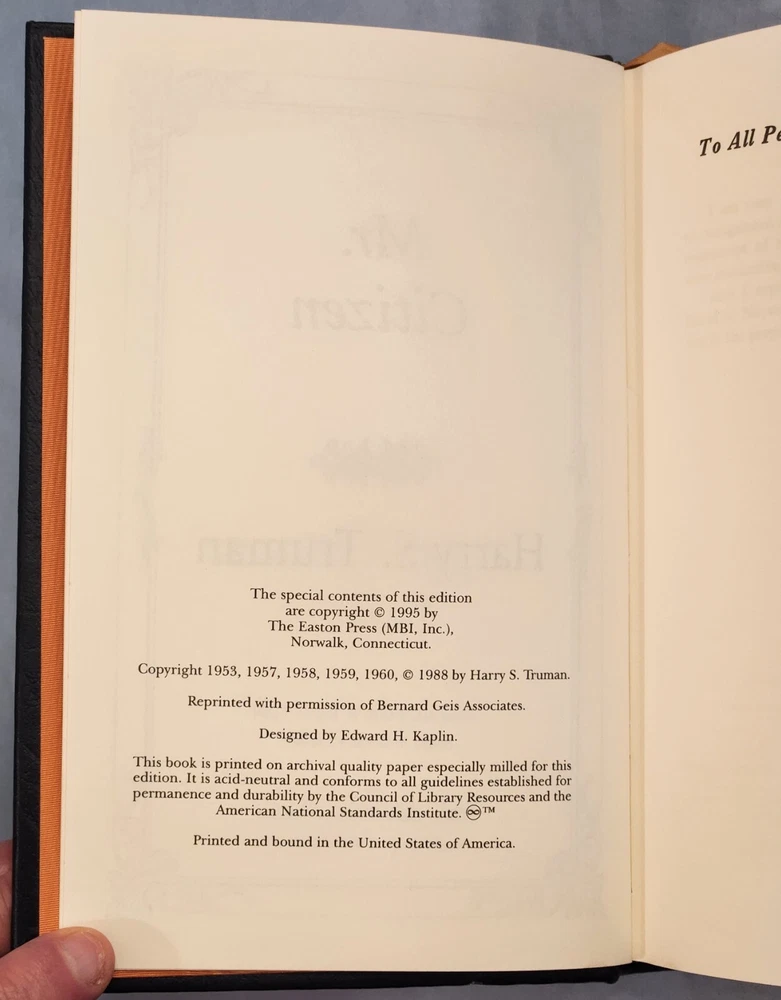 The special contents of this edition
are copyright © 1995 by
The Easton Press (MBI, Inc.),
Norwalk, Connecticut.
Copyright 1953, 1957, 1958, 1959, 1960, © 1988 by Harry S. Truman.
Reprinted with permission of Bernard Geis Associates.
Designed by Edward H. Kaplin.
This book is printed on archival quality paper especially milled for this
edition. It is acid-neutral and conforms to all guidelines established for
permanence and durability by the Council of Library Resources and the
American National Standards Institute. ♾™
Printed and bound in the United States of America.
Mr.
Citizen
Harry S. Truman
To All